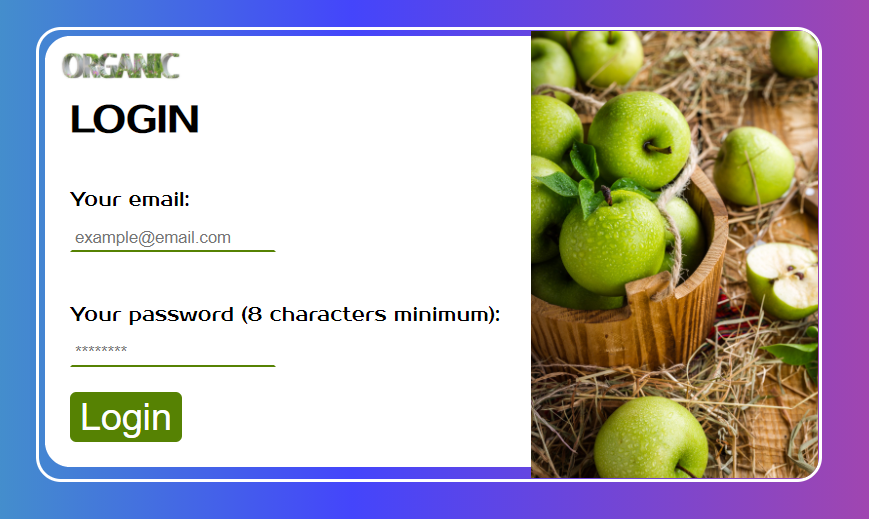 ORGANIC
LOGIN
Your email:
example@email.com
Your password (8 characters minimum):
********
Login